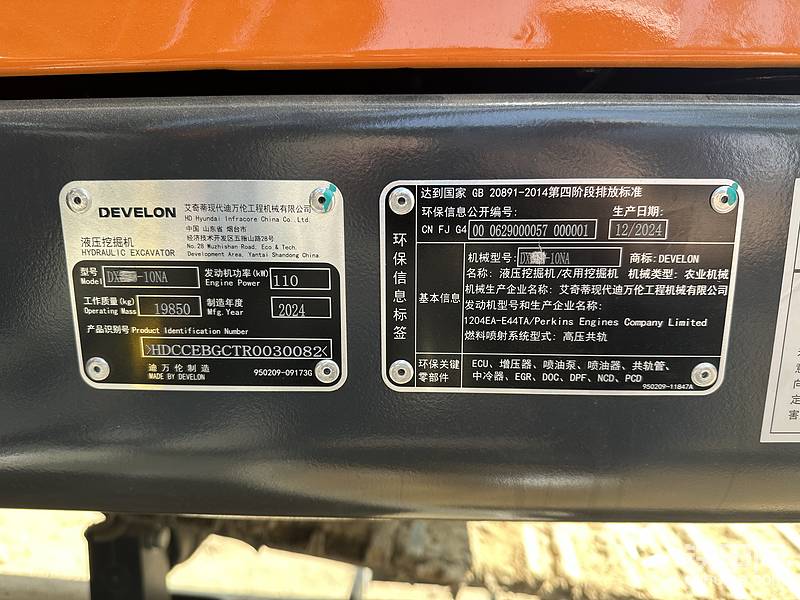 DEVELON
艾奇蒂现代迪万伦工程机械有限公司
HD Hyundai Infracore China Co.,Ltd.
中国 山东省 烟台市
经济技术开发区五指山路28号
No.28 Wuzhishan Road, Eco.& Tech.
Development Area, Yantai Shandong China.
液压挖掘机
HYDRAULIC EXCAVATOR
型号 Model DX -10NA 发动机功率(kW) Engine Power 110
工作质量(kg) Operating Mass 19850 制造年度 Mfg. Year 2024
产品识别号 Product Identification Number
>HDCCEBGCTR0030082<
迪万伦制造
MADE BY DEVELON
950209-09173G
达到国家 GB 20891-2014第四阶段排放标准
环保信息公开编号: 生产日期:
CN FJ G4 00 0629000057 000001 12/2024
环保信息标签
基本信息
机械型号: DX -10NA 商标: DEVELON
名称: 液压挖掘机/农用挖掘机 机械类型: 农业机械
机械生产企业名称: 艾奇蒂现代迪万伦工程机械有限公司
发动机型号和生产企业名称:
1204EA-E44TA/Perkins Engines Company Limited
燃料喷射系统型式: 高压共轨
环保关键零部件
ECU、增压器、喷油泵、喷油器、共轨管、
中冷器、EGR、DOC、DPF、NCD、PCD
950209-11847A